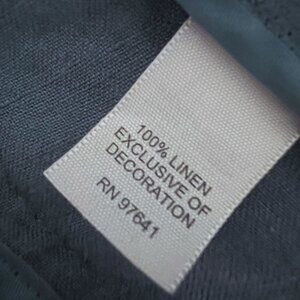 100% LINEN
EXCLUSIVE OF
DECORATION
RN 97641